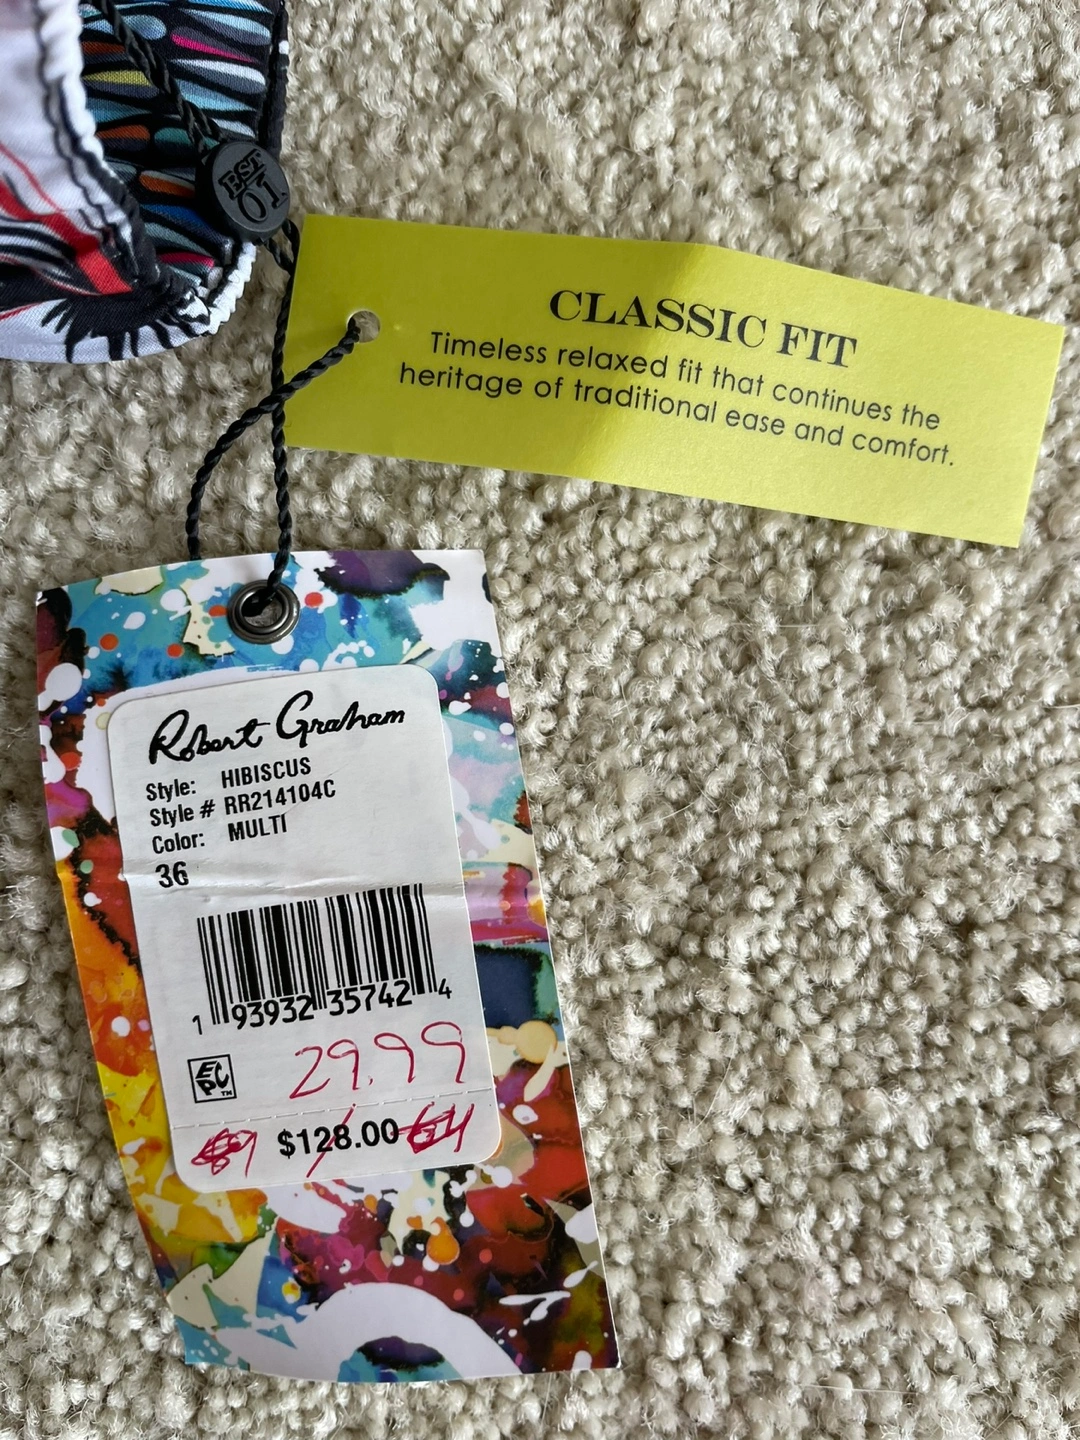 EST
01
CLASSIC FIT
Timeless relaxed fit that continues the
heritage of traditional ease and comfort.
Robert Graham
Style: HIBISCUS
Style # RR214104C
Color: MULTI
36
1 93932 35742 4
EPC™
29.99
$128.00